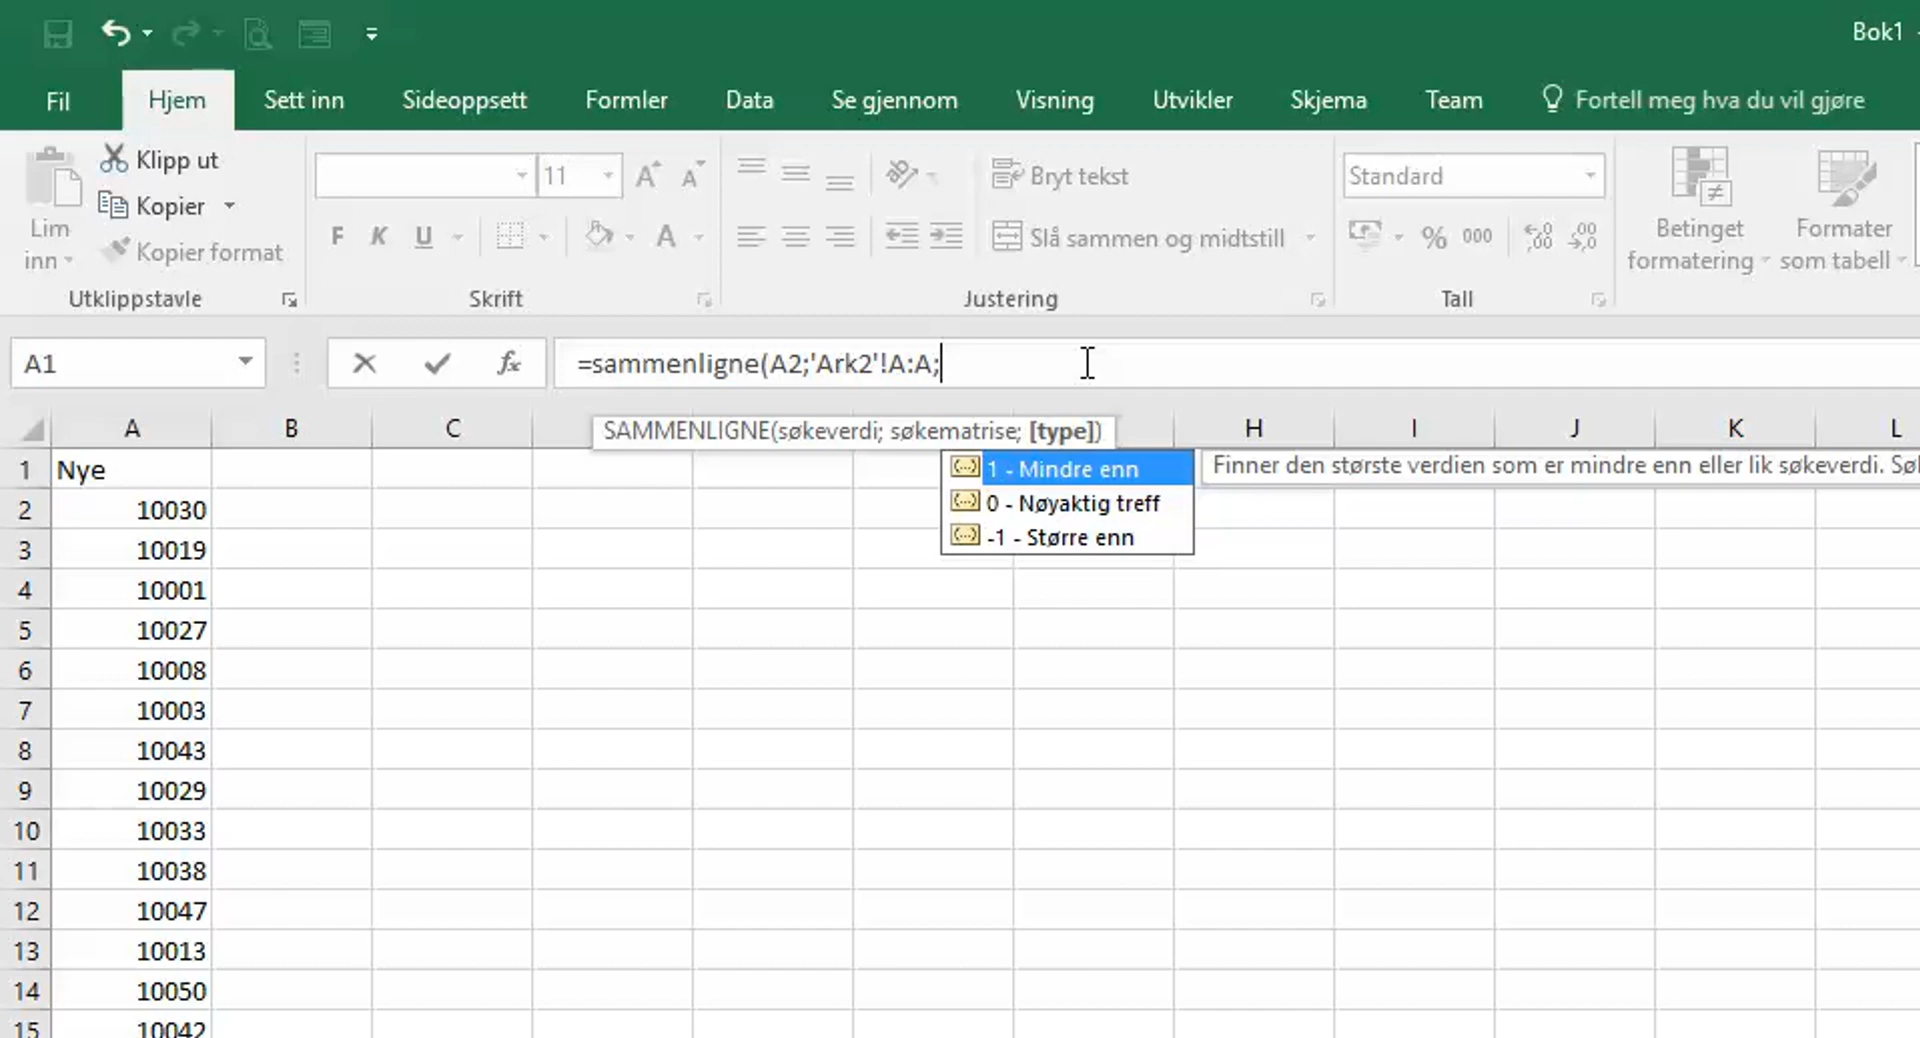 Bok1 -
Fil Hjem Sett inn Sideoppsett Formler Data Se gjennom Visning Utvikler Skjema Team Fortell meg hva du vil gjøre
Klipp ut
Kopier
Kopier format
Lim
inn
Utklippstavle
11
F K U
A
Skrift
Bryt tekst
Slå sammen og midtstill
Justering
Standard
% 000
Tall
Betinget
formatering
Formater
som tabell
A1 fx =sammenligne(A2;'Ark2'!A:A;
SAMMENLIGNE(søkeverdi; søkematrise; [type])
A B C H I J K L
1 - Mindre enn
0 - Nøyaktig treff
-1 - Større enn
Finner den største verdien som er mindre enn eller lik søkeverdi.
1 Nye
2 10030
3 10019
4 10001
5 10027
6 10008
7 10003
8 10043
9 10029
10 10033
11 10038
12 10047
13 10013
14 10050
15 10042